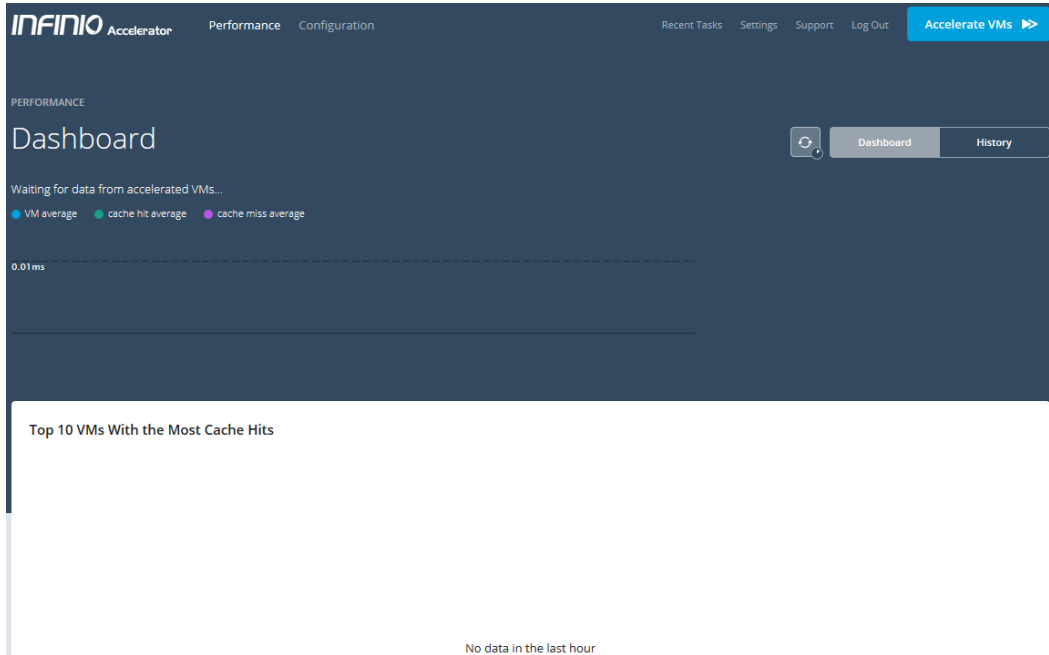 INFINIO Accelerator Performance Configuration Recent Tasks Settings Support Log Out Accelerate VMs
PERFORMANCE
Dashboard
Dashboard History
Waiting for data from accelerated VMs...
VM average cache hit average cache miss average
0.01ms
Top 10 VMs With the Most Cache Hits
No data in the last hour